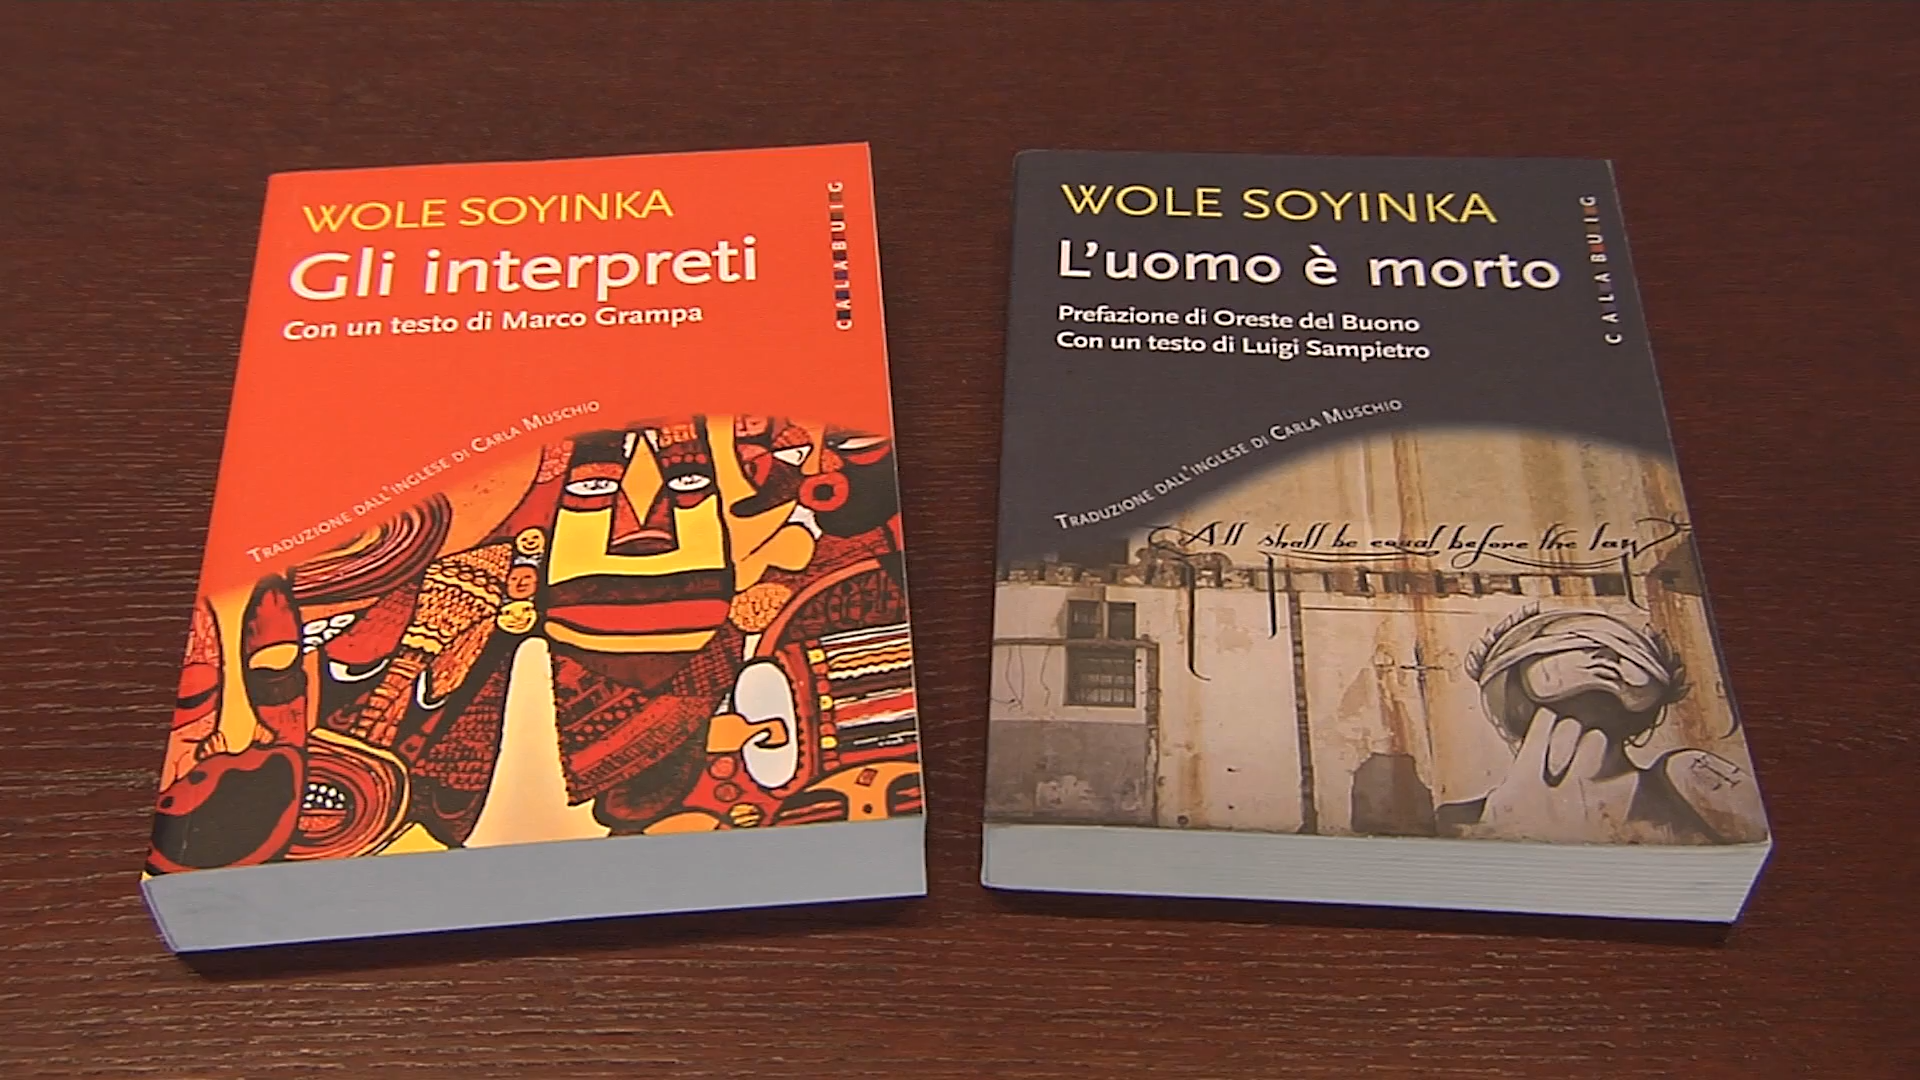 WOLE SOYINKA
Gli interpreti
Con un testo di Marco Grampa
CALABUIG
TRADUZIONE DALL'INGLESE DI CARLA MUSCHIO
WOLE SOYINKA
L'uomo è morto
Prefazione di Oreste del Buono
Con un testo di Luigi Sampietro
CALABUIG
TRADUZIONE DALL'INGLESE DI CARLA MUSCHIO
All shall be equal before the law